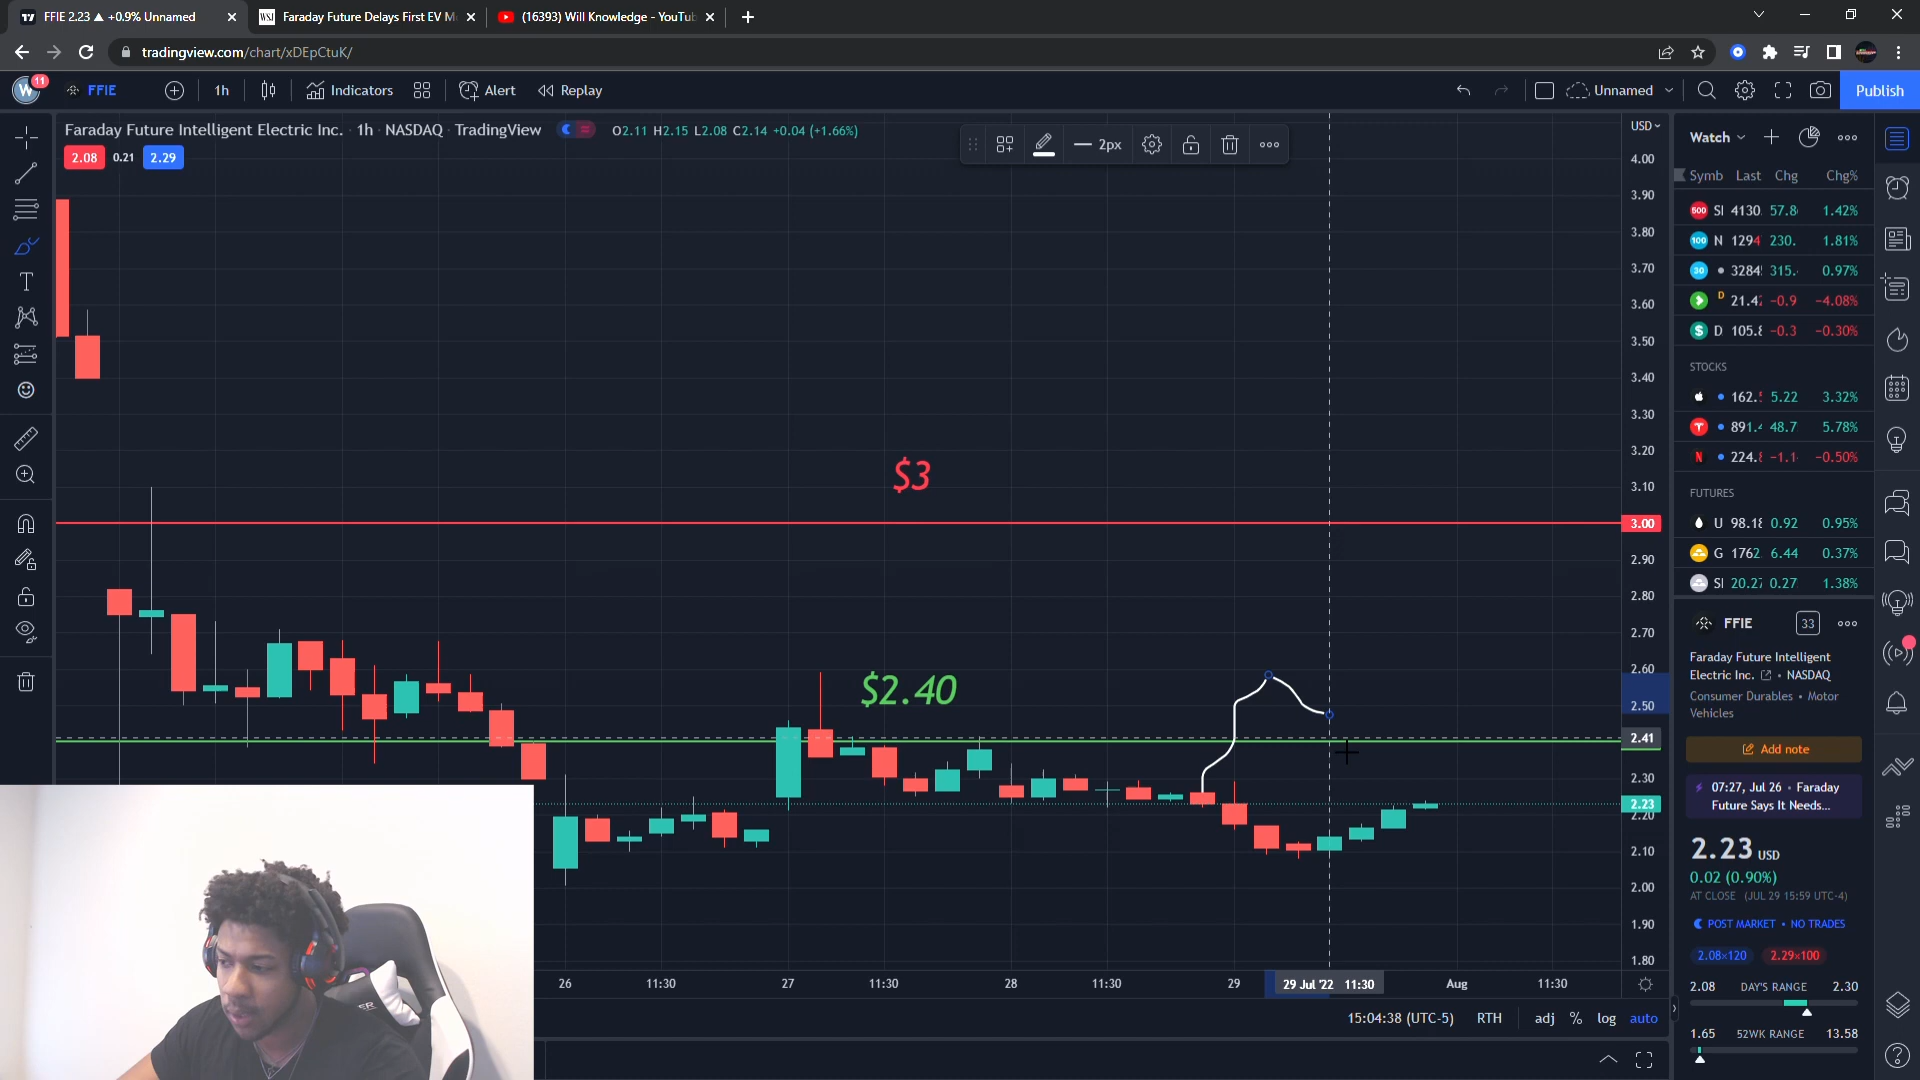 FFIE 2.23 ▲ +0.9% Unnamed
WSJ Faraday Future Delays First EV M
(16393) Will Knowledge - YouTub
tradingview.com/chart/xDEpCtuK/
W 11
FFIE
1h
Indicators
Alert
Replay
Unnamed
Publish
Faraday Future Intelligent Electric Inc. · 1h · NASDAQ · TradingView
O2.11 H2.15 L2.08 C2.14 +0.04 (+1.66%)
2.08 0.21 2.29
2px
USD
4.00
3.90
3.80
3.70
3.60
3.50
3.40
3.30
3.20
3.10
3.00
2.90
2.80
2.70
2.60
2.50
2.41
2.30
2.23
2.20
2.10
2.00
1.90
1.80
$3
$2.40
26 11:30 27 11:30 28 11:30 29 29 Jul '22 11:30 Aug 11:30
15:04:38 (UTC-5) RTH adj % log auto
Watch
Symb Last Chg Chg%
500 SI 4130 57.8 1.42%
100 N 1294 230. 1.81%
30 3284 315. 0.97%
D 21.4 −0.9 −4.08%
$ D 105.8 −0.3 −0.30%
STOCKS
162.5 5.22 3.32%
891.4 48.7 5.78%
N 224.8 −1.1 −0.50%
FUTURES
U 98.18 0.92 0.95%
G 1762 6.44 0.37%
SI 20.27 0.27 1.38%
FFIE 33
Faraday Future Intelligent
Electric Inc. • NASDAQ
Consumer Durables • Motor
Vehicles
Add note
07:27, Jul 26 • Faraday
Future Says It Needs...
2.23 USD
0.02 (0.90%)
AT CLOSE (JUL 29 15:59 UTC-4)
POST MARKET • NO TRADES
2.08×120 2.29×100
2.08 DAY'S RANGE 2.30
1.65 52WK RANGE 13.58